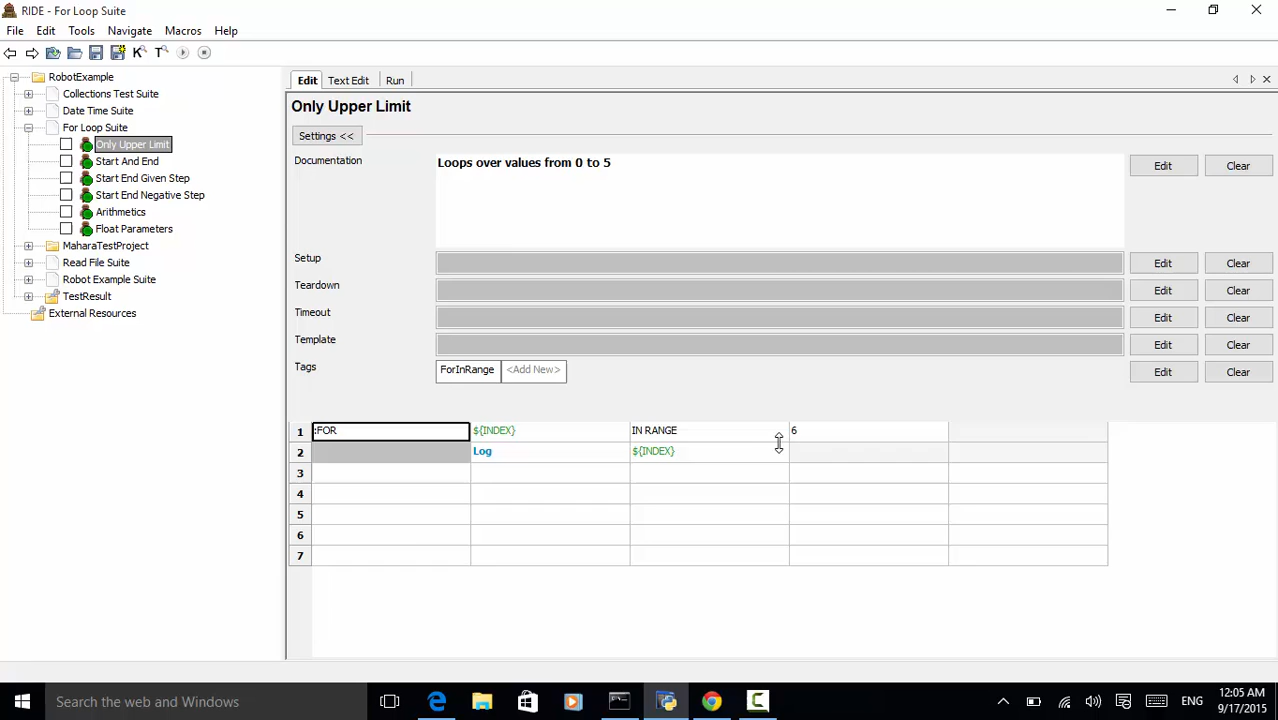 RIDE - For Loop Suite
File Edit Tools Navigate Macros Help
K T
RobotExample
Collections Test Suite
Date Time Suite
For Loop Suite
Only Upper Limit
Start And End
Start End Given Step
Start End Negative Step
Arithmetics
Float Parameters
MaharaTestProject
Read File Suite
Robot Example Suite
TestResult
External Resources
Edit Text Edit Run
Only Upper Limit
Settings <<
Documentation Loops over values from 0 to 5 Edit Clear
Setup Edit Clear
Teardown Edit Clear
Timeout Edit Clear
Template Edit Clear
Tags ForInRange <Add New> Edit Clear
1 :FOR ${INDEX} IN RANGE 6
2 Log ${INDEX}
3
4
5
6
7
Search the web and Windows
ENG
12:05 AM
9/17/2015